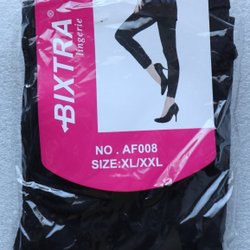 BIXTRA®
lingerie
NO. AF008
SIZE:XL/XXL